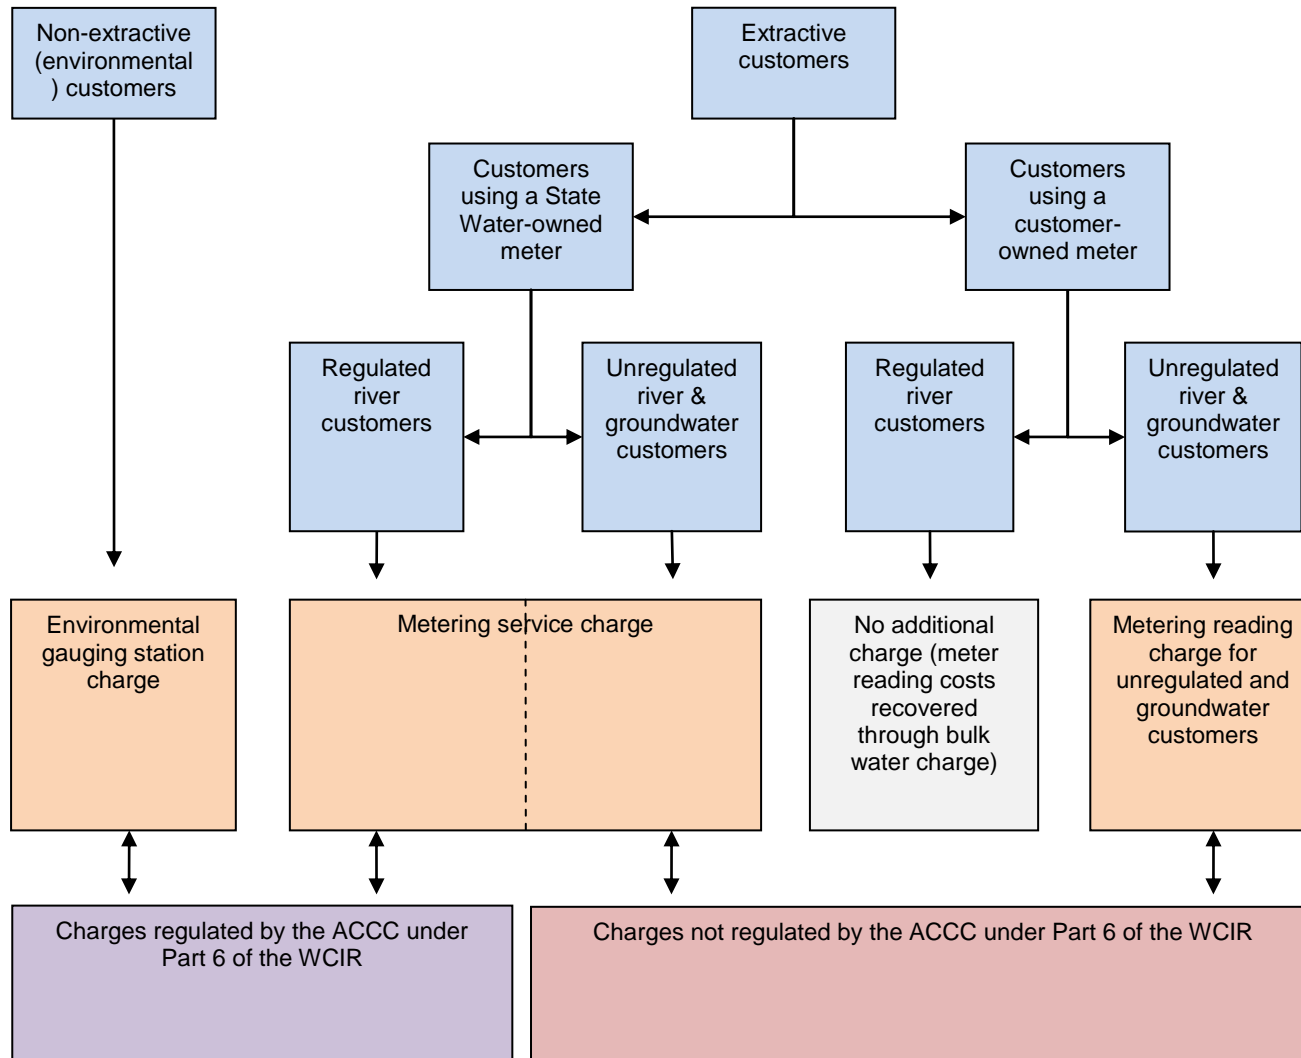 Non-extractive
(environmental
) customers
Extractive
customers
Customers
using a State
Water-owned
meter
Customers
using a
customer-
owned meter
Regulated
river
customers
Unregulated
river &
groundwater
customers
Regulated
river
customers
Unregulated
river &
groundwater
customers
Environmental
gauging station
charge
Metering service charge
No additional
charge (meter
reading costs
recovered
through bulk
water charge)
Metering reading
charge for
unregulated and
groundwater
customers
Charges regulated by the ACCC under
Part 6 of the WCIR
Charges not regulated by the ACCC under Part 6 of the WCIR